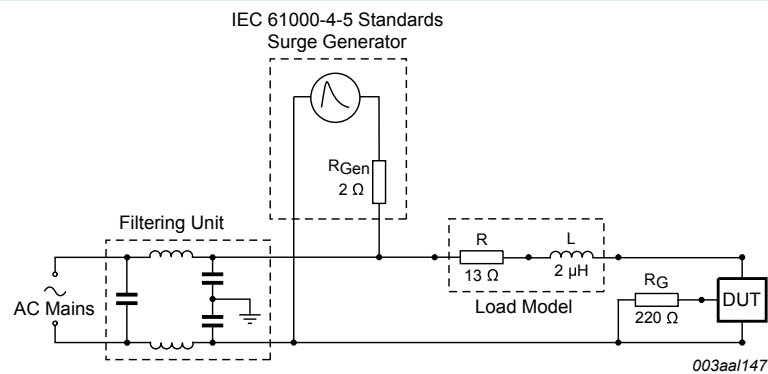 IEC 61000-4-5 Standards
Surge Generator
RGen
2 Ω
Filtering Unit
AC Mains
R
13 Ω
L
2 μH
Load Model
RG
220 Ω
DUT
003aal147